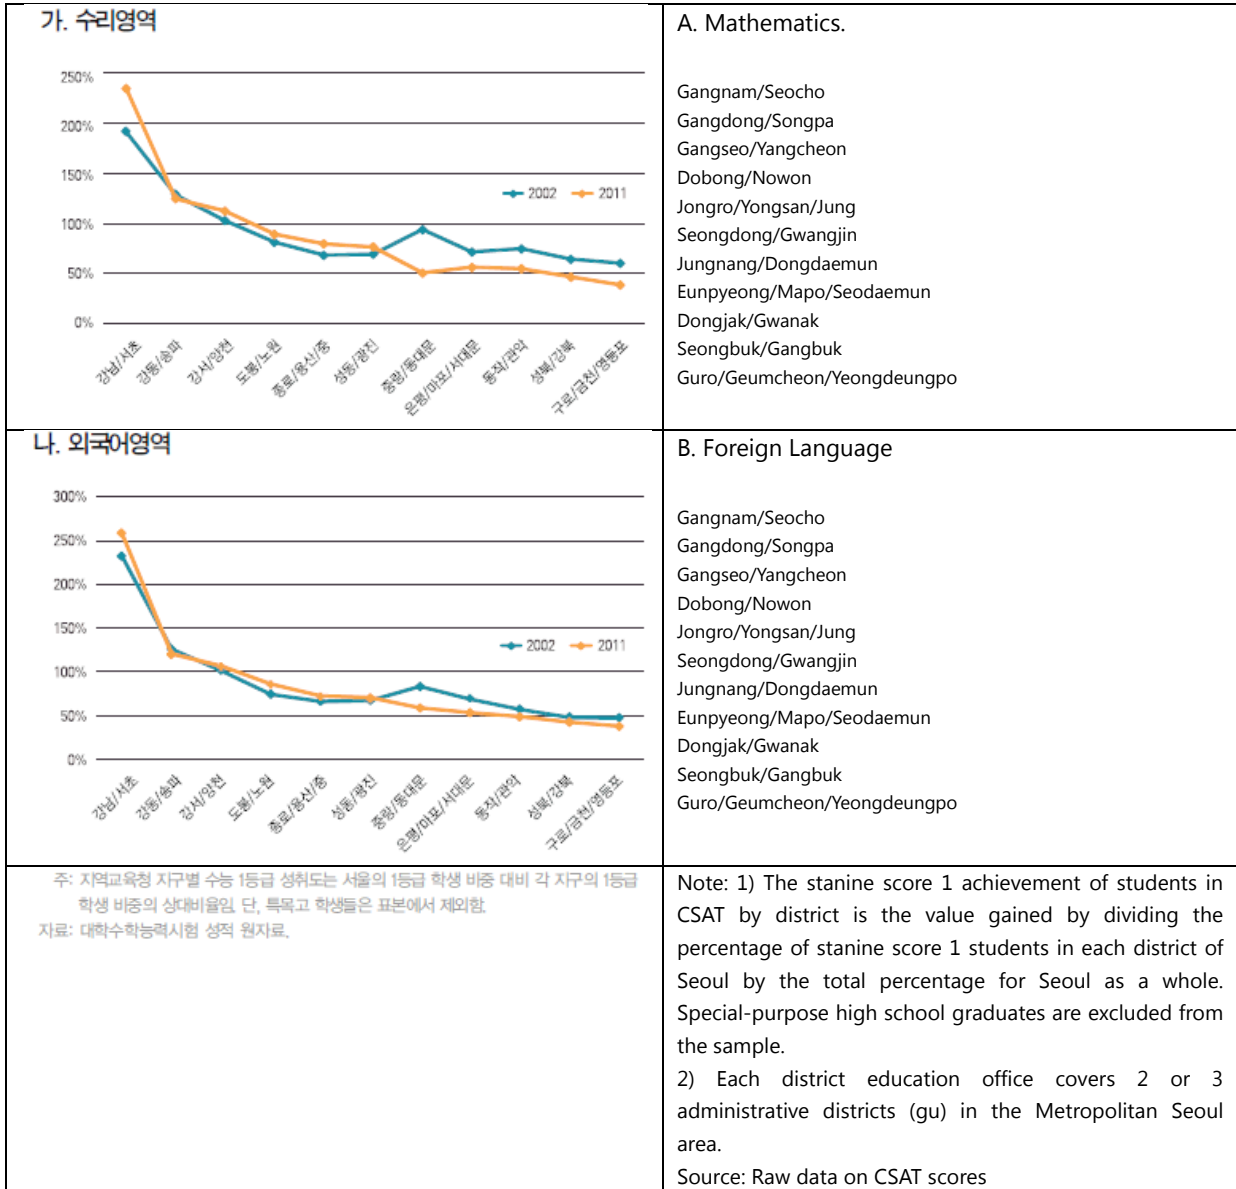 가. 수리영역
250%
200%
150%
100%
50%
0%
2002 2011
강남/서초
강동/송파
강서/양천
도봉/노원
종로/용산/중
성동/광진
중랑/동대문
은평/마포/서대문
동작/관악
성북/강북
구로/금천/영등포
A. Mathematics.
Gangnam/Seocho
Gangdong/Songpa
Gangseo/Yangcheon
Dobong/Nowon
Jongro/Yongsan/Jung
Seongdong/Gwangjin
Jungnang/Dongdaemun
Eunpyeong/Mapo/Seodaemun
Dongjak/Gwanak
Seongbuk/Gangbuk
Guro/Geumcheon/Yeongdeungpo
나. 외국어영역
300%
250%
200%
150%
100%
50%
0%
2002 2011
강남/서초
강동/송파
강서/양천
도봉/노원
종로/용산/중
성동/광진
중랑/동대문
은평/마포/서대문
동작/관악
성북/강북
구로/금천/영등포
B. Foreign Language
Gangnam/Seocho
Gangdong/Songpa
Gangseo/Yangcheon
Dobong/Nowon
Jongro/Yongsan/Jung
Seongdong/Gwangjin
Jungnang/Dongdaemun
Eunpyeong/Mapo/Seodaemun
Dongjak/Gwanak
Seongbuk/Gangbuk
Guro/Geumcheon/Yeongdeungpo
주: 지역교육청 지구별 수능 1등급 성취도는 서울의 1등급 학생 비중 대비 각 지구의 1등급
학생 비중의 상대비율임. 단, 특목고 학생들은 표본에서 제외함.
자료: 대학수학능력시험 성적 원자료.
Note: 1) The stanine score 1 achievement of students in
CSAT by district is the value gained by dividing the
percentage of stanine score 1 students in each district of
Seoul by the total percentage for Seoul as a whole.
Special-purpose high school graduates are excluded from
the sample.
2) Each district education office covers 2 or 3
administrative districts (gu) in the Metropolitan Seoul
area.
Source: Raw data on CSAT scores